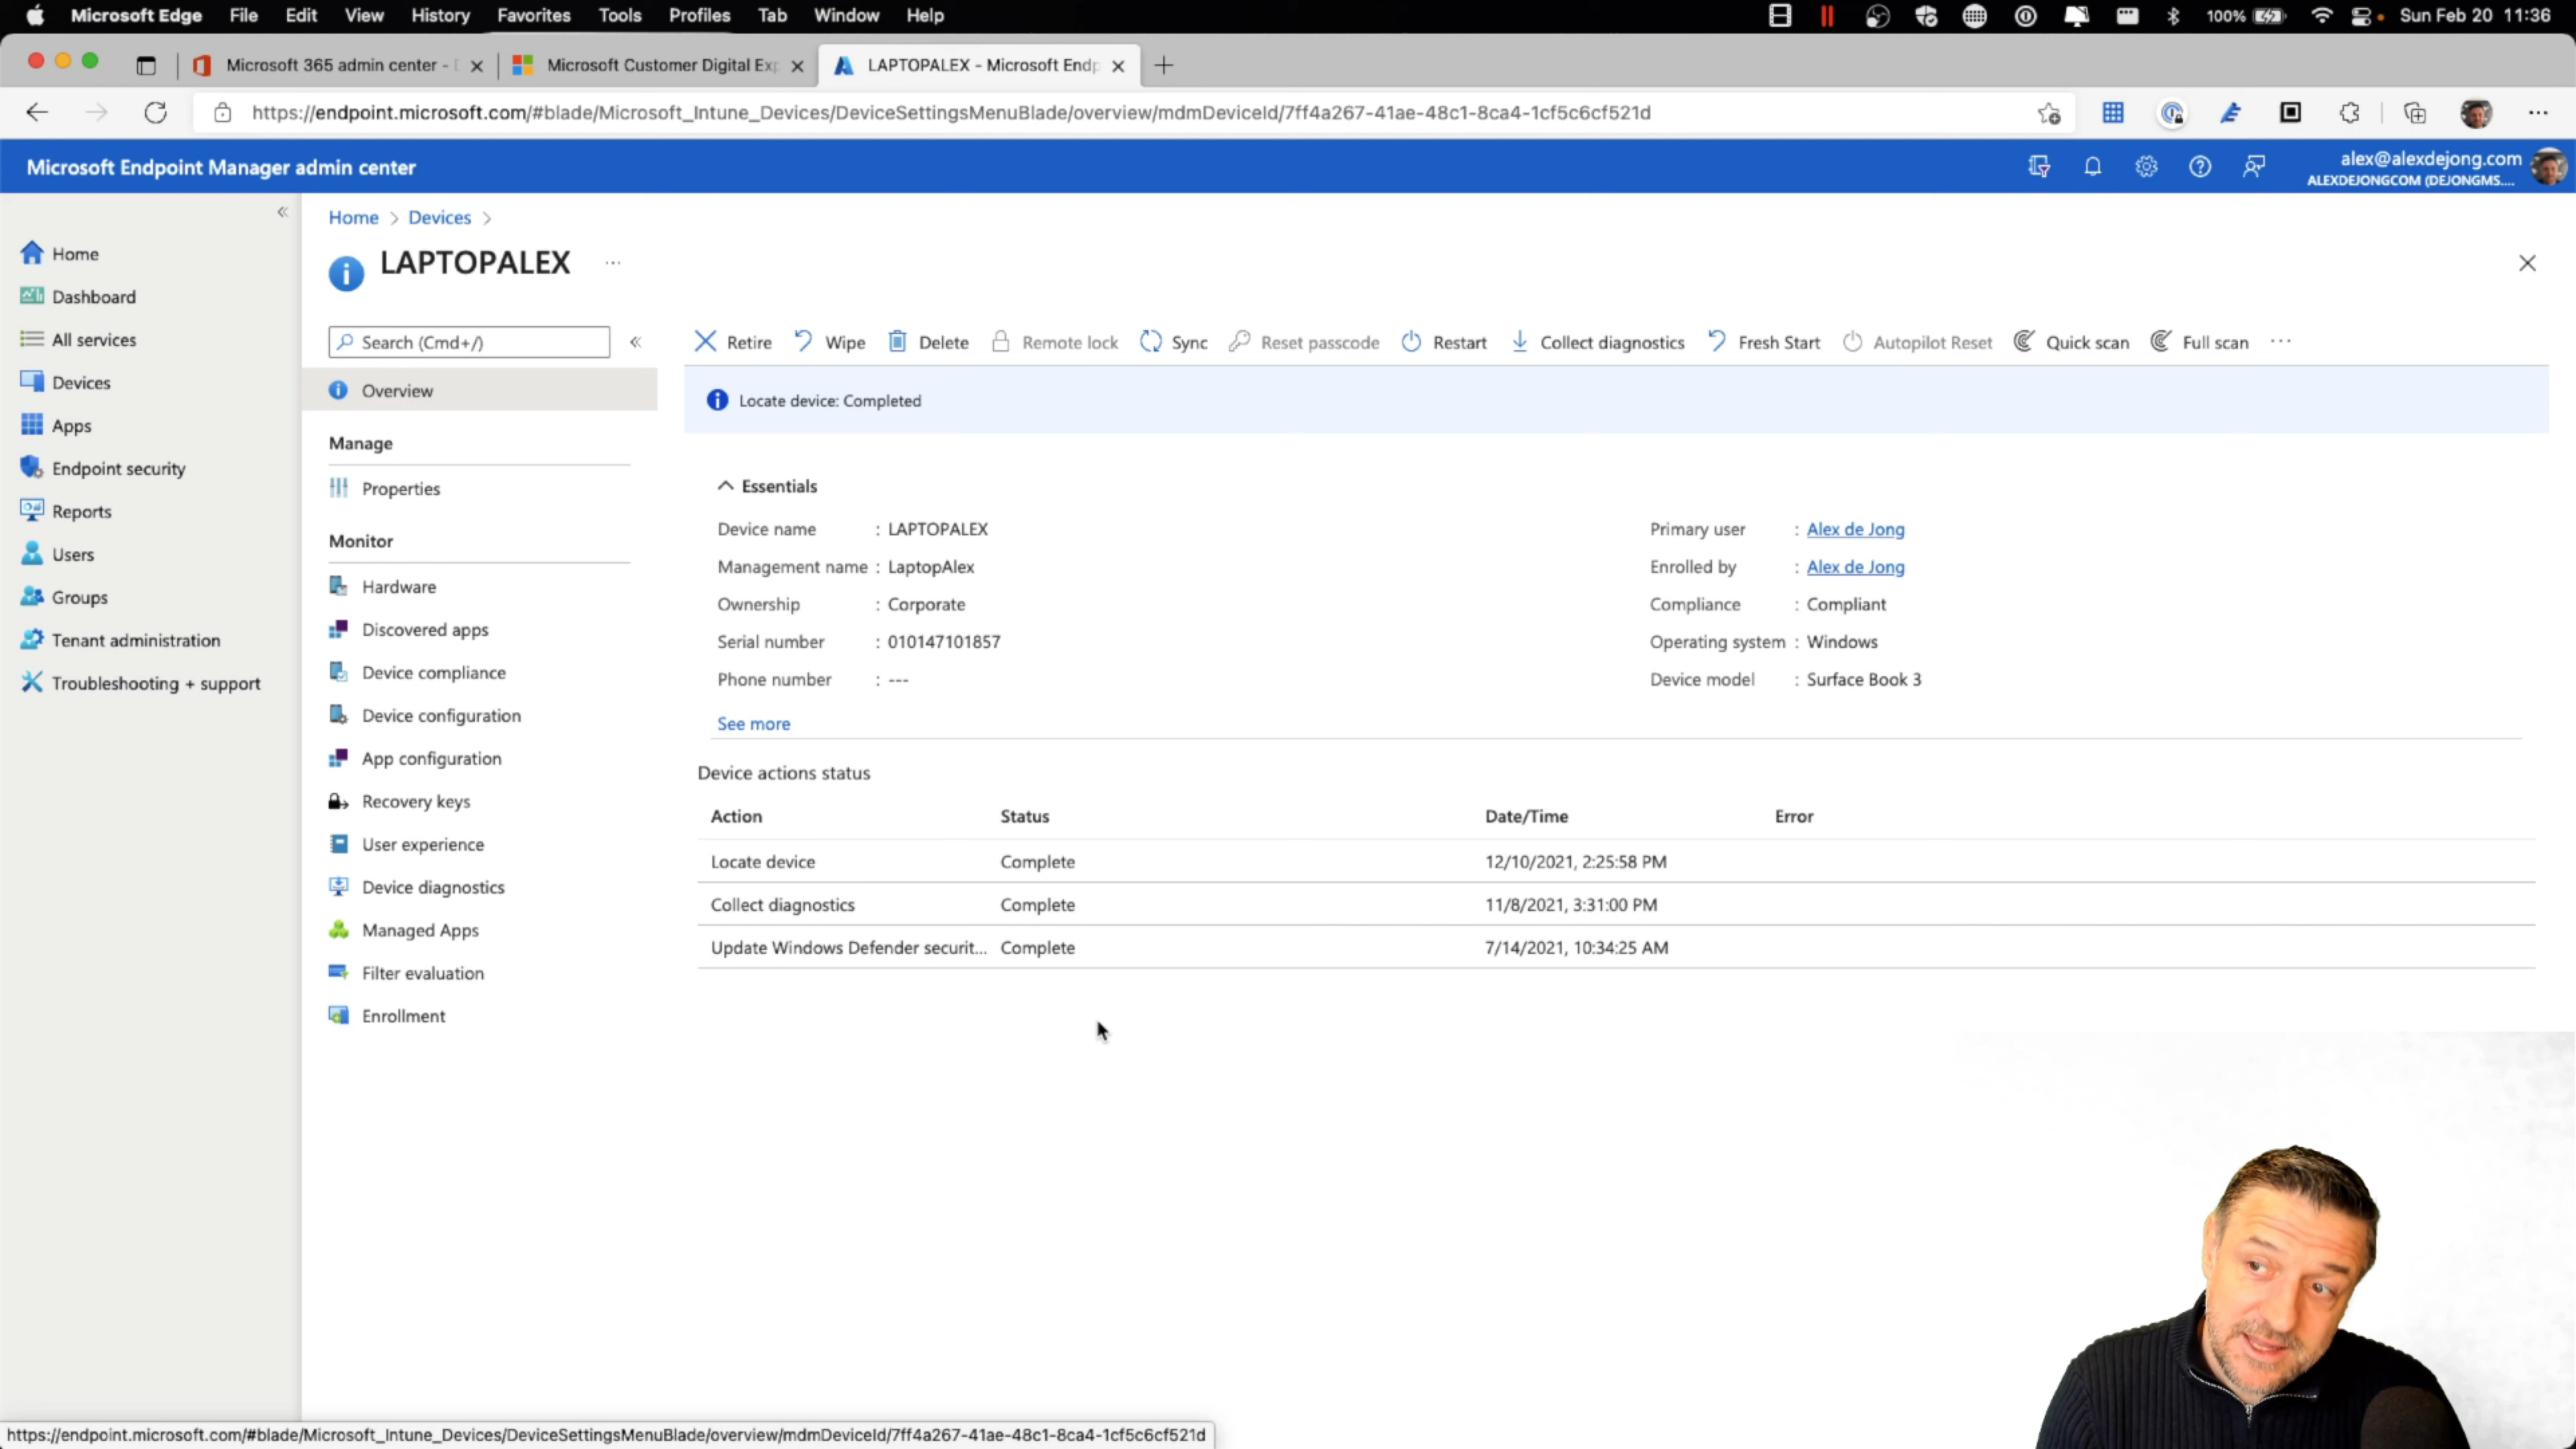 Microsoft Edge File Edit View History Favorites Tools Profiles Tab Window Help 100% Sun Feb 20 11:36
Microsoft 365 admin center - Microsoft Customer Digital Exp LAPTOPALEX - Microsoft Endp
https://endpoint.microsoft.com/#blade/Microsoft_Intune_Devices/DeviceSettingsMenuBlade/overview/mdmDeviceId/7ff4a267-41ae-48c1-8ca4-1cf5c6cf521d
Microsoft Endpoint Manager admin center
alex@alexdejong.com
ALEXDEJONGCOM (DEJONGMS....
Home
Dashboard
All services
Devices
Apps
Endpoint security
Reports
Users
Groups
Tenant administration
Troubleshooting + support
Home > Devices >
LAPTOPALEX ...
Search (Cmd+/)
Overview
Manage
Properties
Monitor
Hardware
Discovered apps
Device compliance
Device configuration
App configuration
Recovery keys
User experience
Device diagnostics
Managed Apps
Filter evaluation
Enrollment
Retire Wipe Delete Remote lock Sync Reset passcode Restart Collect diagnostics Fresh Start Autopilot Reset Quick scan Full scan ...
Locate device: Completed
Essentials
Device name : LAPTOPALEX
Management name : LaptopAlex
Ownership : Corporate
Serial number : 010147101857
Phone number : ---
See more
Primary user : Alex de Jong
Enrolled by : Alex de Jong
Compliance : Compliant
Operating system : Windows
Device model : Surface Book 3
Device actions status
Action Status Date/Time Error
Locate device Complete 12/10/2021, 2:25:58 PM
Collect diagnostics Complete 11/8/2021, 3:31:00 PM
Update Windows Defender securit... Complete 7/14/2021, 10:34:25 AM
https://endpoint.microsoft.com/#blade/Microsoft_Intune_Devices/DeviceSettingsMenuBlade/overview/mdmDeviceId/7ff4a267-41ae-48c1-8ca4-1cf5c6cf521d